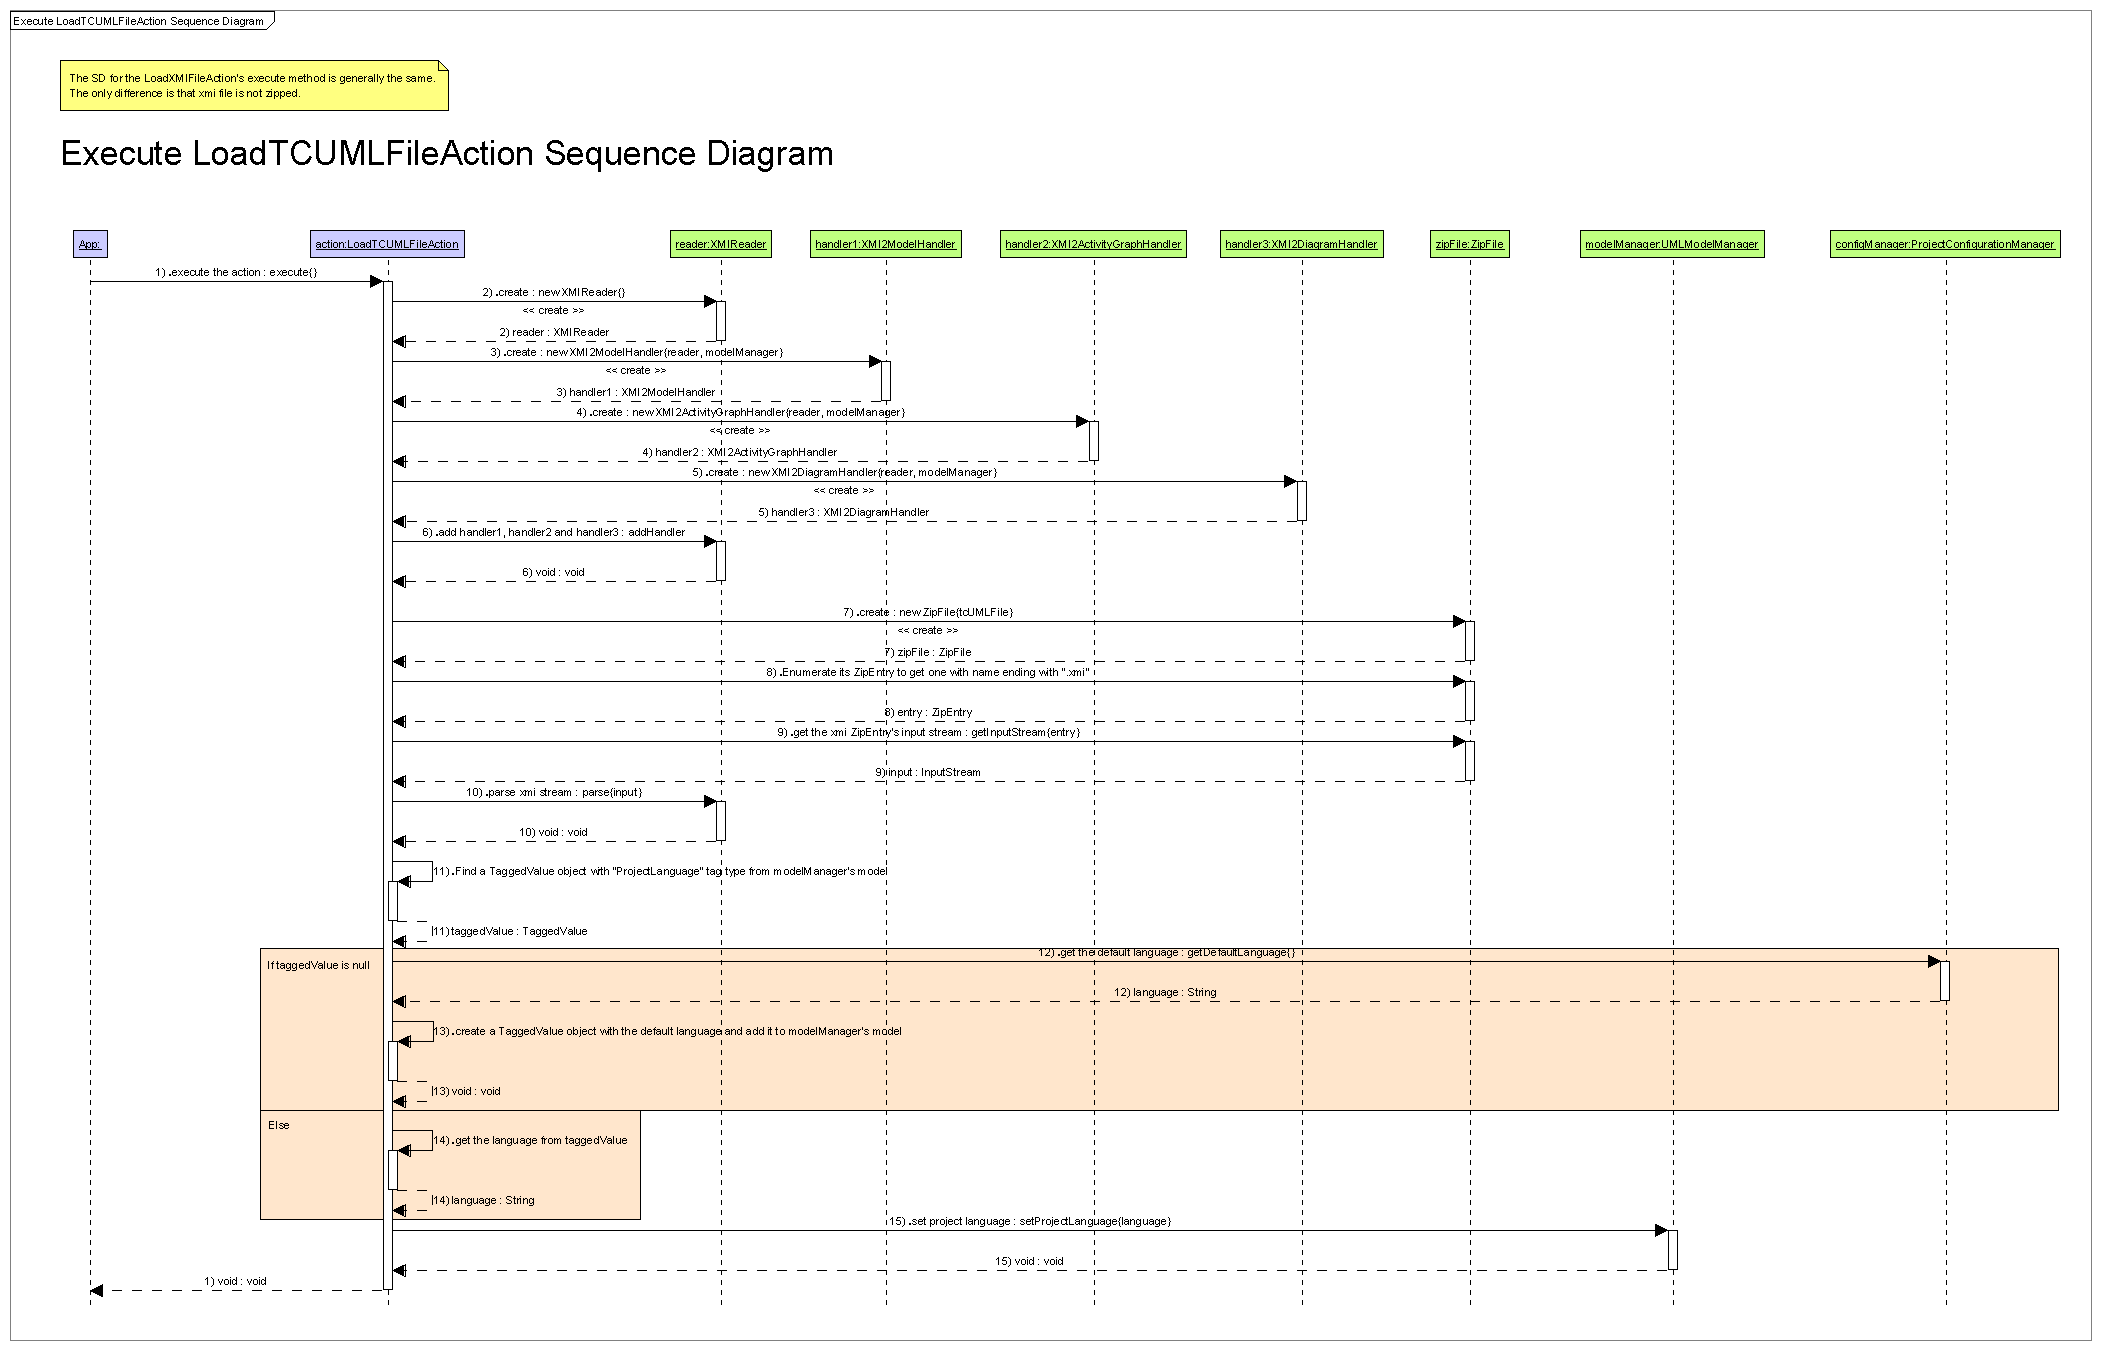 Execute LoadTCUMLFileAction Sequence Diagram
The SD for the LoadXMIFileAction's execute method is generally the same.
The only difference is that xmi file is not zipped.
Execute LoadTCUMLFileAction Sequence Diagram
App:
action:LoadTCUMLFileAction
reader:XMIReader
handler1:XMI2ModelHandler
handler2:XMI2ActivityGraphHandler
handler3:XMI2DiagramHandler
zipFile:ZipFile
modelManager:UMLModelManager
configManager:ProjectConfigurationManager
1) .execute the action : execute{}
2) .create : new XMIReader{}
<< create >>
2) reader : XMIReader
3) .create : new XMI2ModelHandler{reader, modelManager}
<< create >>
3) handler1 : XMI2ModelHandler
4) .create : new XMI2ActivityGraphHandler{reader, modelManager}
<< create >>
4) handler2 : XMI2ActivityGraphHandler
5) .create : new XMI2DiagramHandler{reader, modelManager}
<< create >>
5) handler3 : XMI2DiagramHandler
6) .add handler1, handler2 and handler3 : addHandler
6) void : void
7) .create : new ZipFile{tcUMLFile}
<< create >>
7) zipFile : ZipFile
8) .Enumerate its ZipEntry to get one with name ending with ".xmi"
8) entry : ZipEntry
9) .get the xmi ZipEntry's input stream : getInputStream{entry}
9) input : InputStream
10) .parse xmi stream : parse{input}
10) void : void
11) .Find a TaggedValue object with "ProjectLanguage" tag type from modelManager's model
11) taggedValue : TaggedValue
12) .get the default language : getDefaultLanguage{}
If taggedValue is null
12) language : String
13) .create a TaggedValue object with the default language and add it to modelManager's model
13) void : void
Else
14) .get the language from taggedValue
14) language : String
15) .set project language : setProjectLanguage{language}
15) void : void
1) void : void